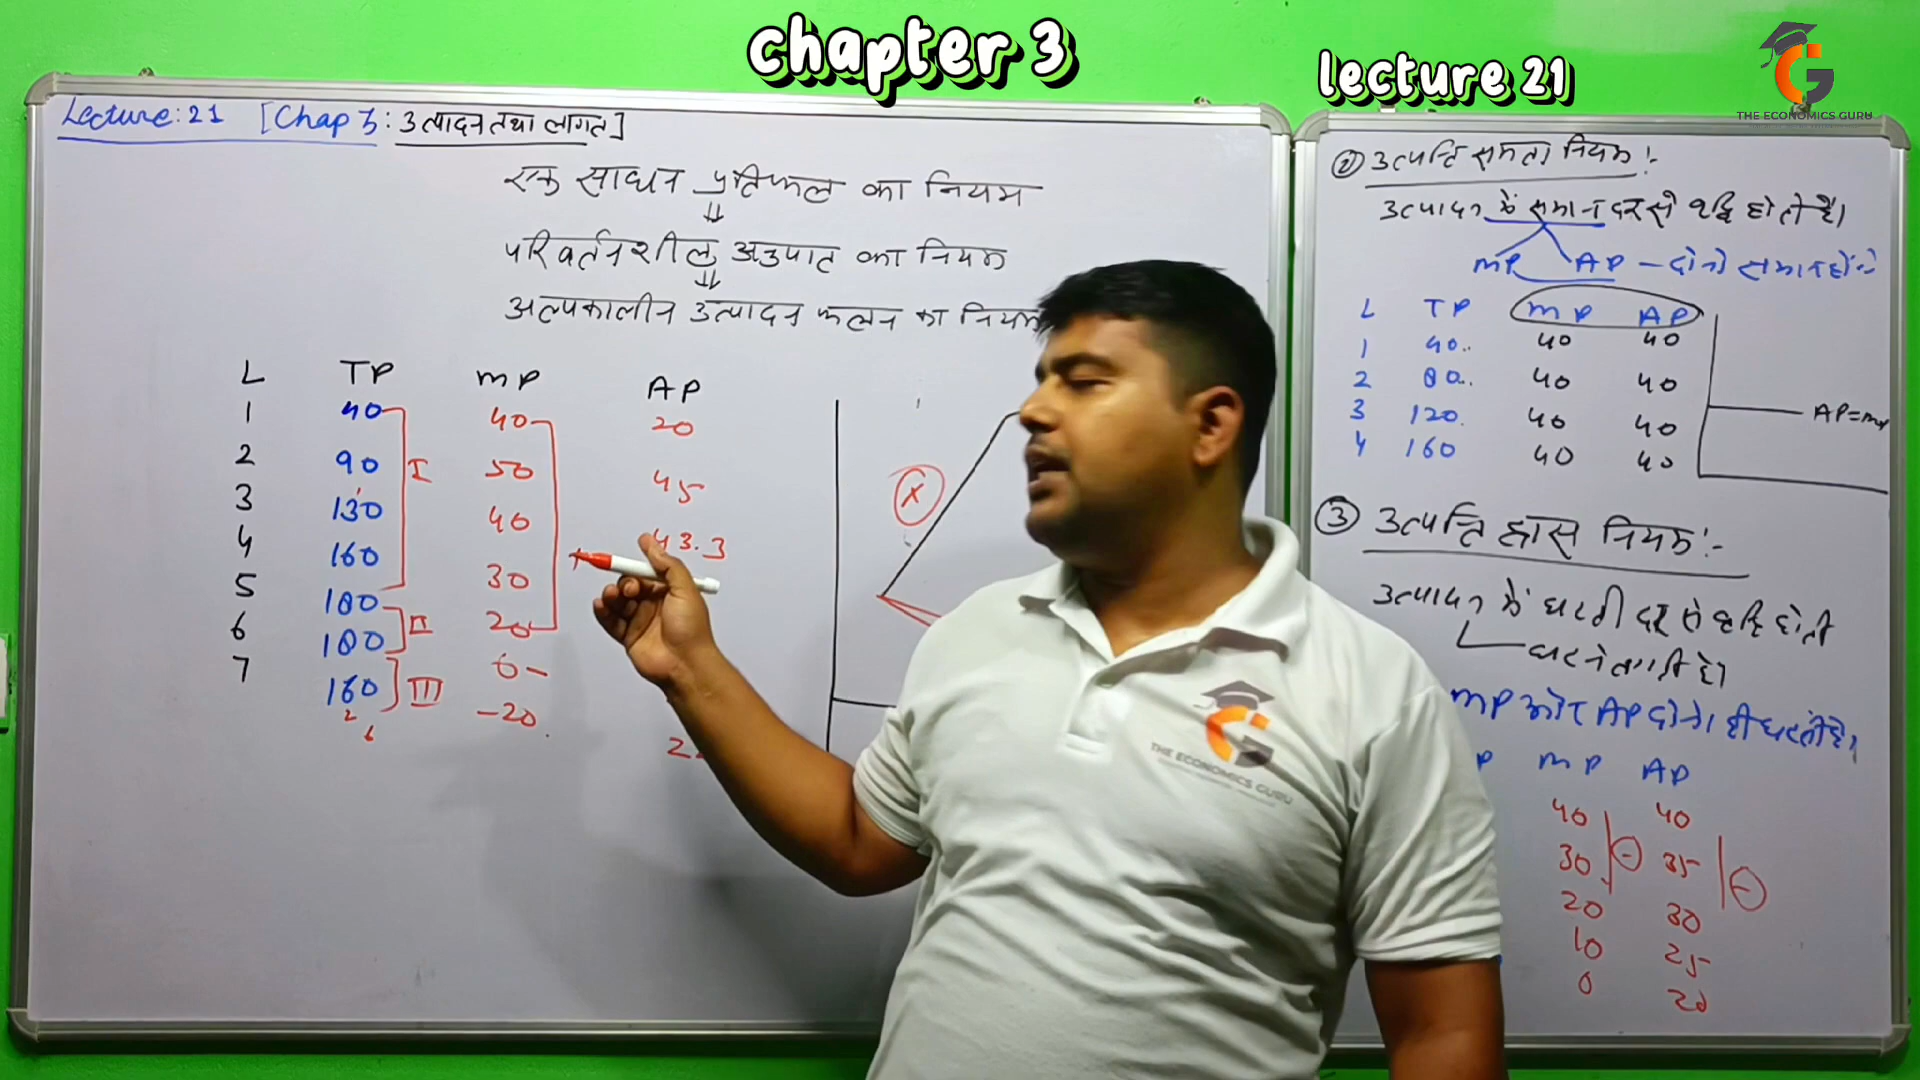 chapter 3
lecture 21
THE ECONOMICS GURU
Lecture: 21 [Chap 3: उत्पादन तथा लागत]
एक साधन प्रतिफल का नियम
⇓
परिवर्तनशील अनुपात का नियम
⇓
अल्पकालीन उत्पादन फलन का नियम
L TP MP AP
1 40 40 20
2 90 50 45
3 130 40 43.3
4 160 30
5 180 20
6 180 0
7 160 -20
I
II
III
X
② उत्पत्ति समता नियम :-
उत्पादन में समान दर से वृद्धि होती है।
MP AP - दोनों समान होंगे
L TP MP AP
1 40 40 40
2 80 40 40
3 120 40 40
4 160 40 40
AP=MP
③ उत्पत्ति ह्रास नियम :-
उत्पादन में घटती दर से वृद्धि होती
घटने लगती है।
MP और AP दोनों ही घटती है।
P MP AP
40 40
30 35
20 30
10 25
0 20
THE ECONOMICS GURU